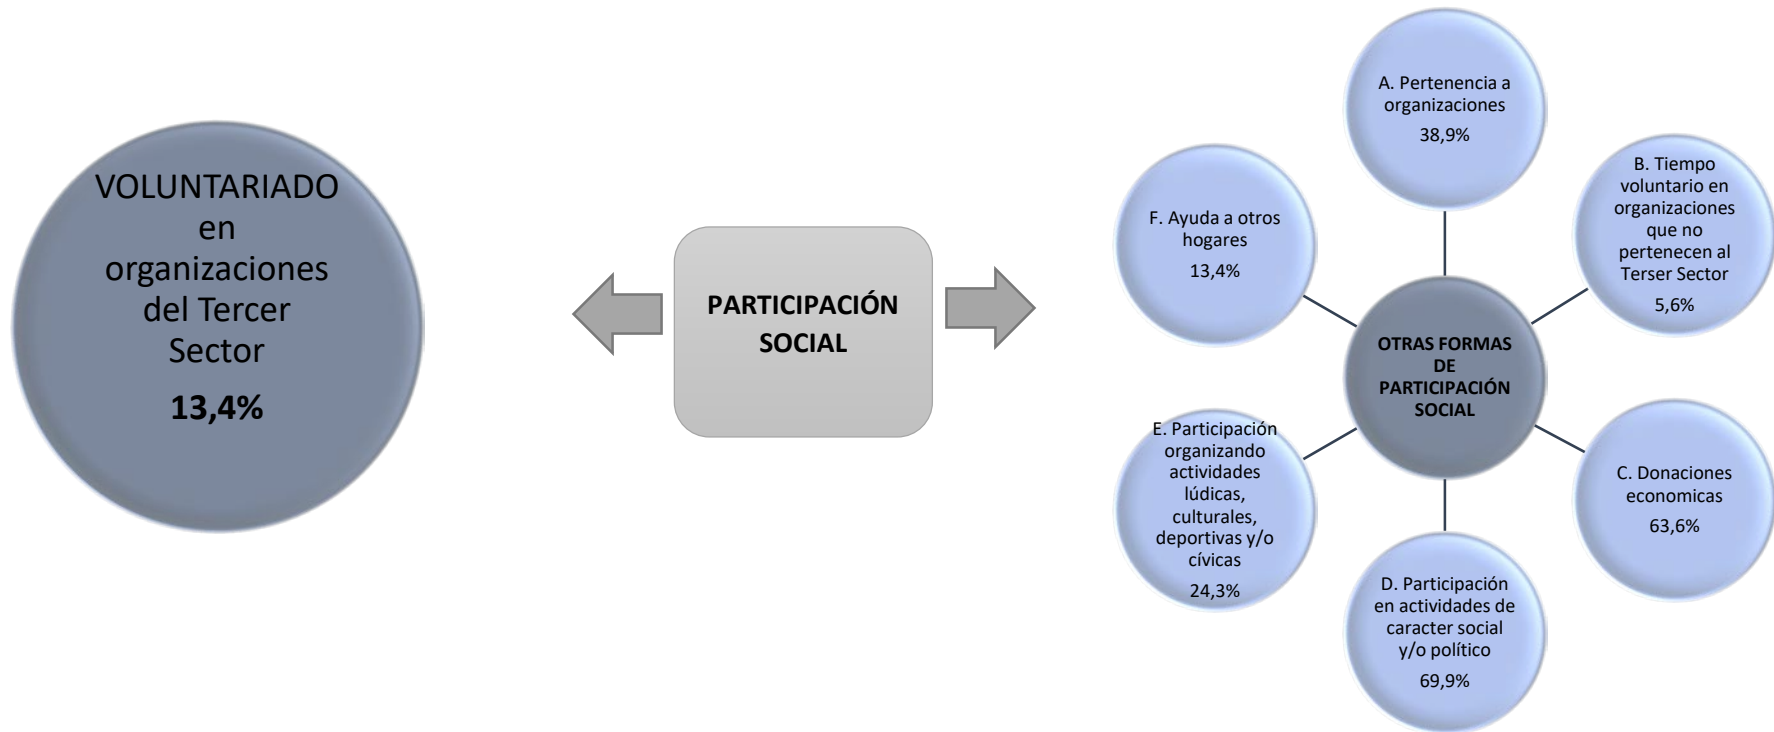 VOLUNTARIADO
en
organizaciones
del Tercer
Sector
13,4%
PARTICIPACIÓN
SOCIAL
OTRAS FORMAS
DE
PARTICIPACIÓN
SOCIAL
A. Pertenencia a
organizaciones
38,9%
B. Tiempo
voluntario en
organizaciones
que no
pertenecen al
Terser Sector
5,6%
C. Donaciones
economicas
63,6%
D. Participación
en actividades de
caracter social
y/o político
69,9%
E. Participación
organizando
actividades
lúdicas,
culturales,
deportivas y/o
cívicas
24,3%
F. Ayuda a otros
hogares
13,4%